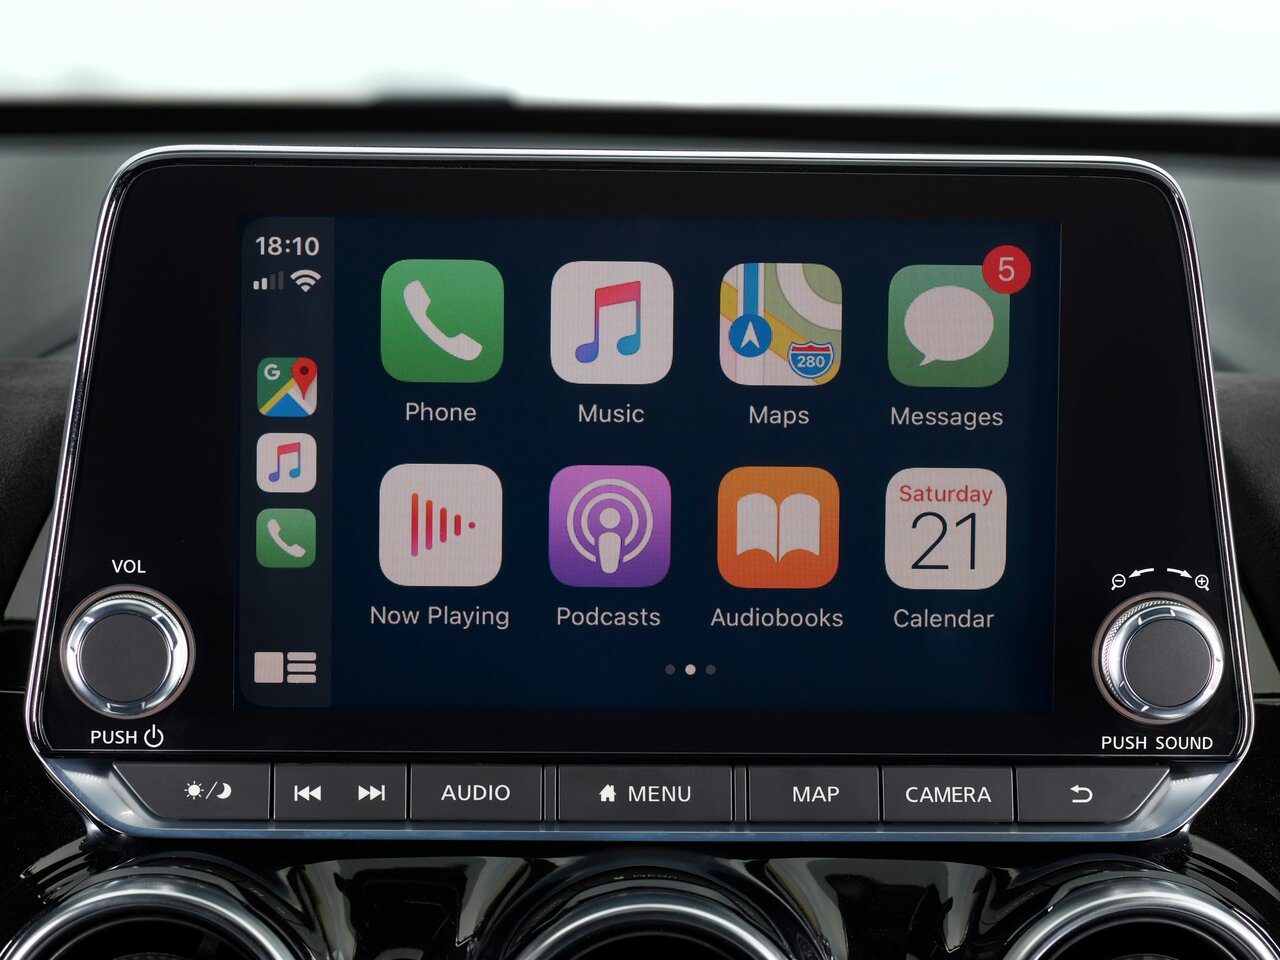 18:10
5
G
280
Phone
Music
Maps
Messages
Saturday
21
Now Playing
Podcasts
Audiobooks
Calendar
VOL
PUSH
PUSH SOUND
AUDIO
MENU
MAP
CAMERA